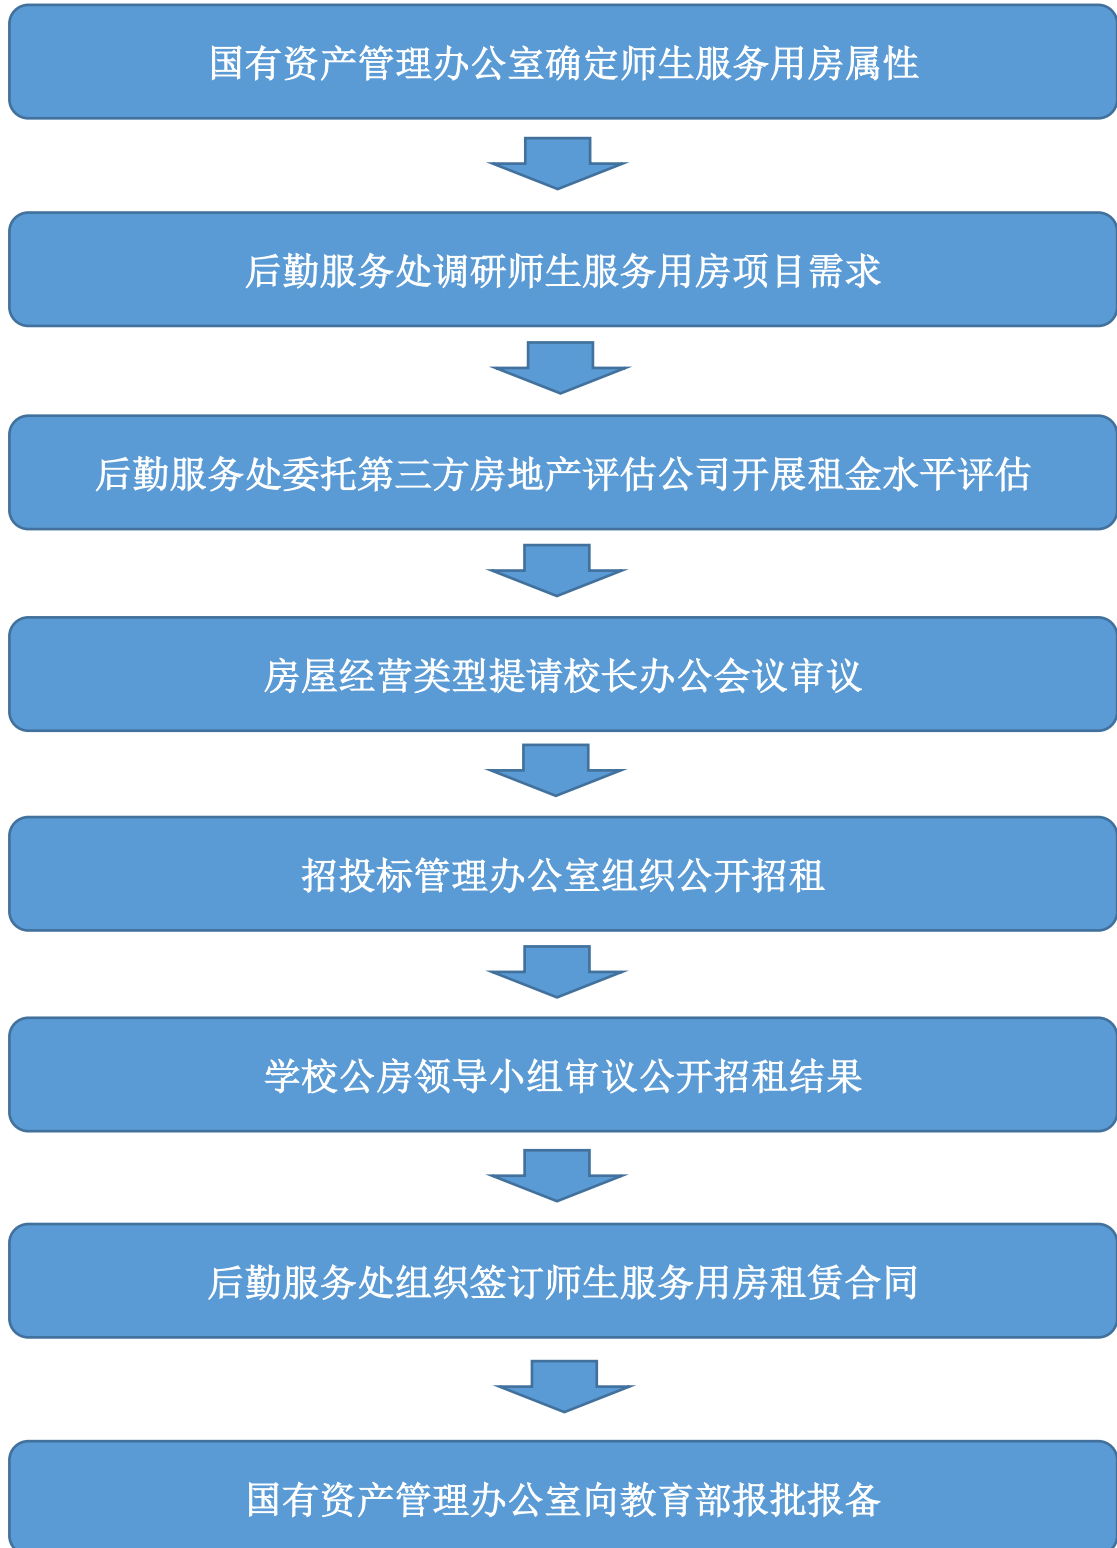 国有资产管理办公室确定师生服务用房属性
后勤服务处调研师生服务用房项目需求
后勤服务处委托第三方房地产评估公司开展租金水平评估
房屋经营类型提请校长办公会议审议
招投标管理办公室组织公开招租
学校公房领导小组审议公开招租结果
后勤服务处组织签订师生服务用房租赁合同
国有资产管理办公室向教育部报批报备